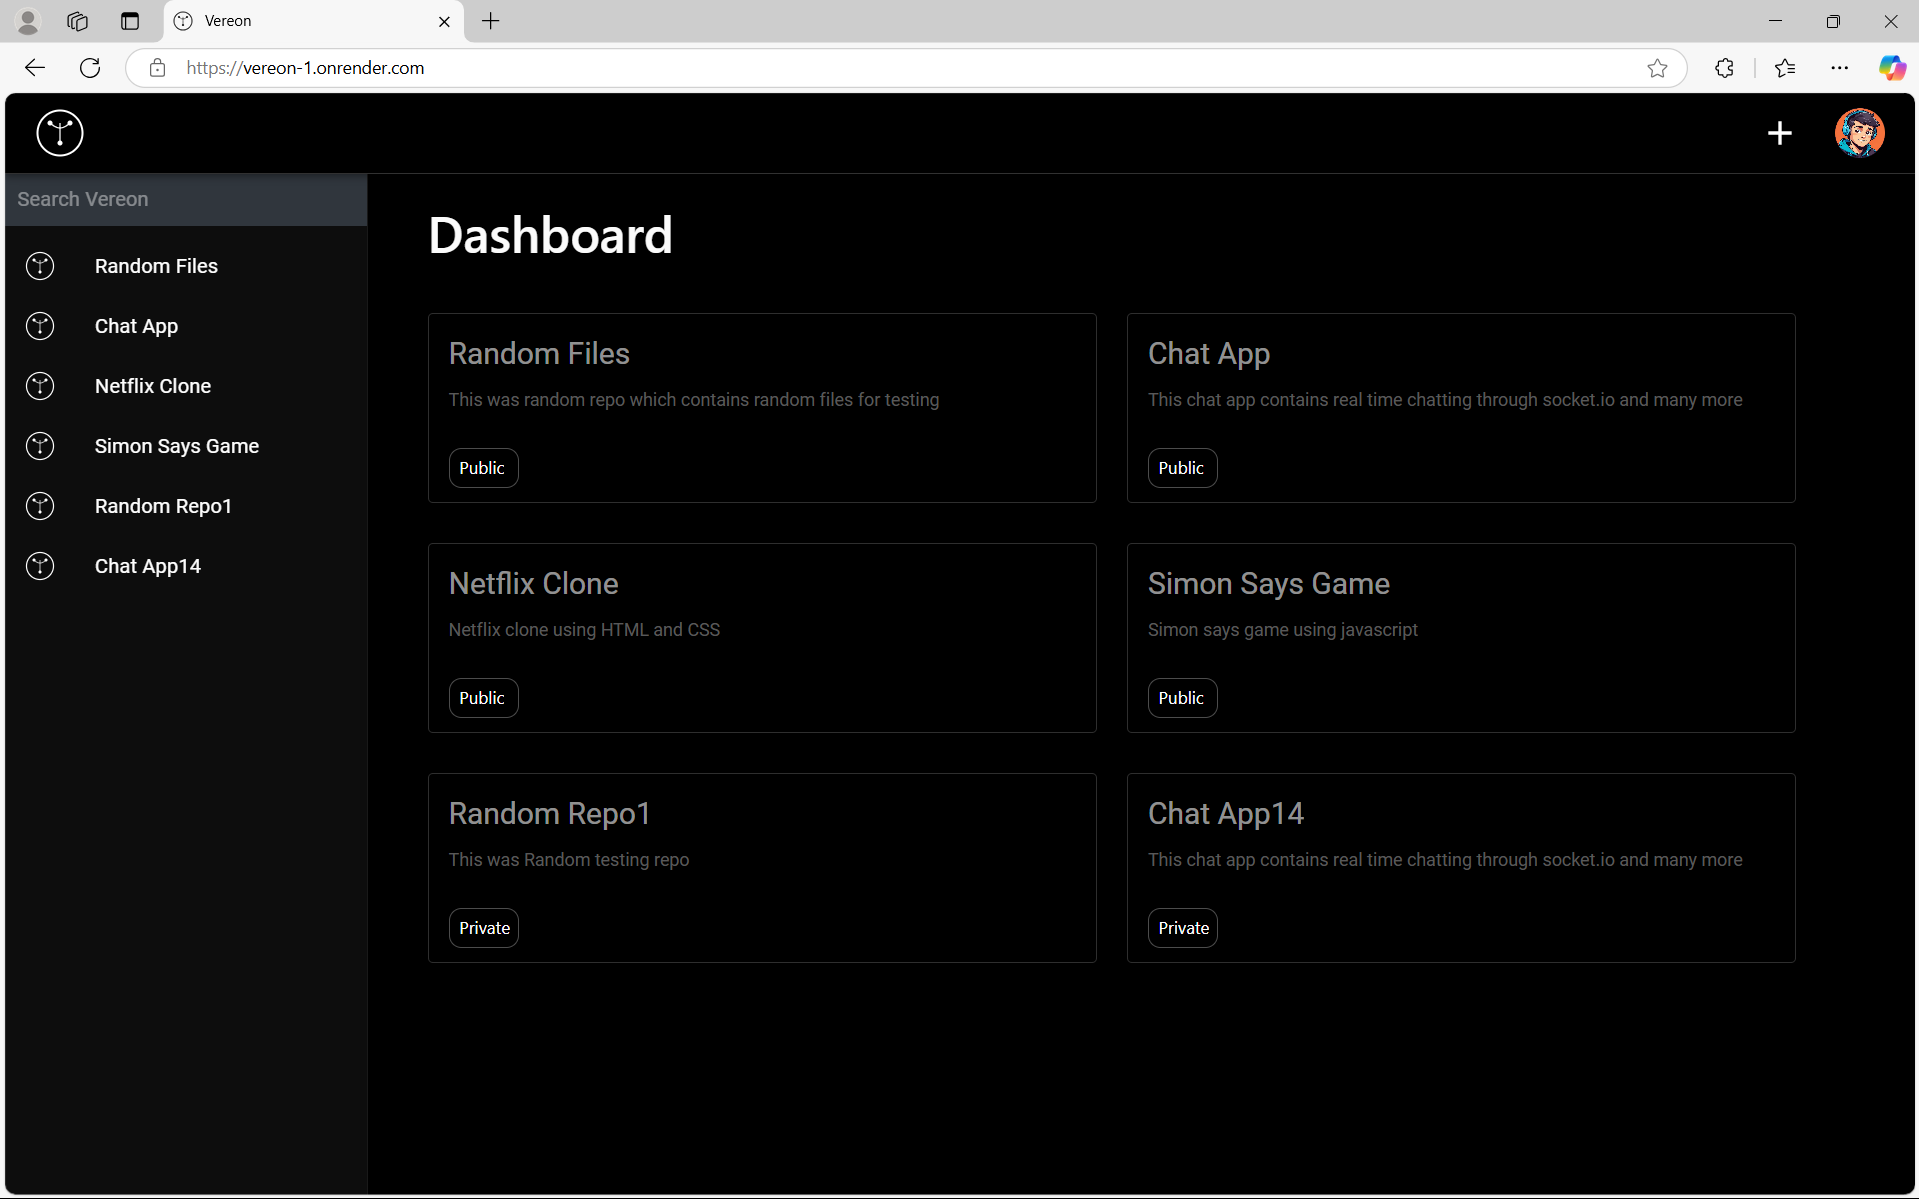 Vereon
https://vereon-1.onrender.com
Search Vereon
Random Files
Chat App
Netflix Clone
Simon Says Game
Random Repo1
Chat App14
Dashboard
Random Files
This was random repo which contains random files for testing
Public
Chat App
This chat app contains real time chatting through socket.io and many more
Public
Netflix Clone
Netflix clone using HTML and CSS
Public
Simon Says Game
Simon says game using javascript
Public
Random Repo1
This was Random testing repo
Private
Chat App14
This chat app contains real time chatting through socket.io and many more
Private